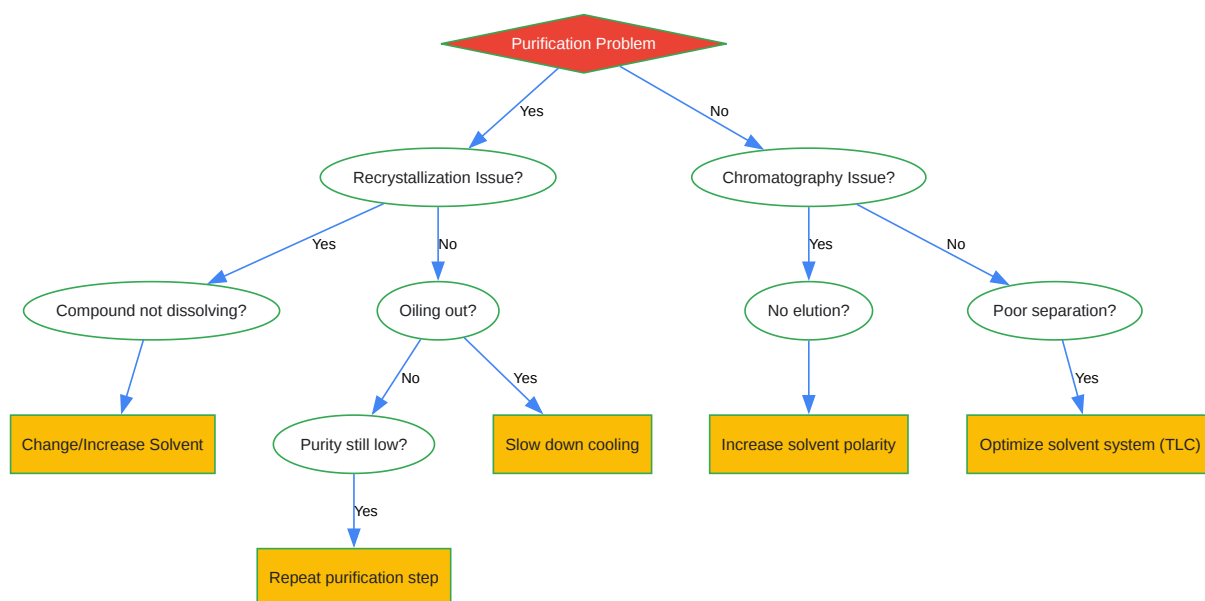 Purification Problem
Yes
No
Recrystallization Issue?
Chromatography Issue?
Yes
No
Yes
No
Compound not dissolving?
Oiling out?
No elution?
Poor separation?
No
Yes
Yes
Change/Increase Solvent
Purity still low?
Slow down cooling
Increase solvent polarity
Optimize solvent system (TLC)
Yes
Repeat purification step